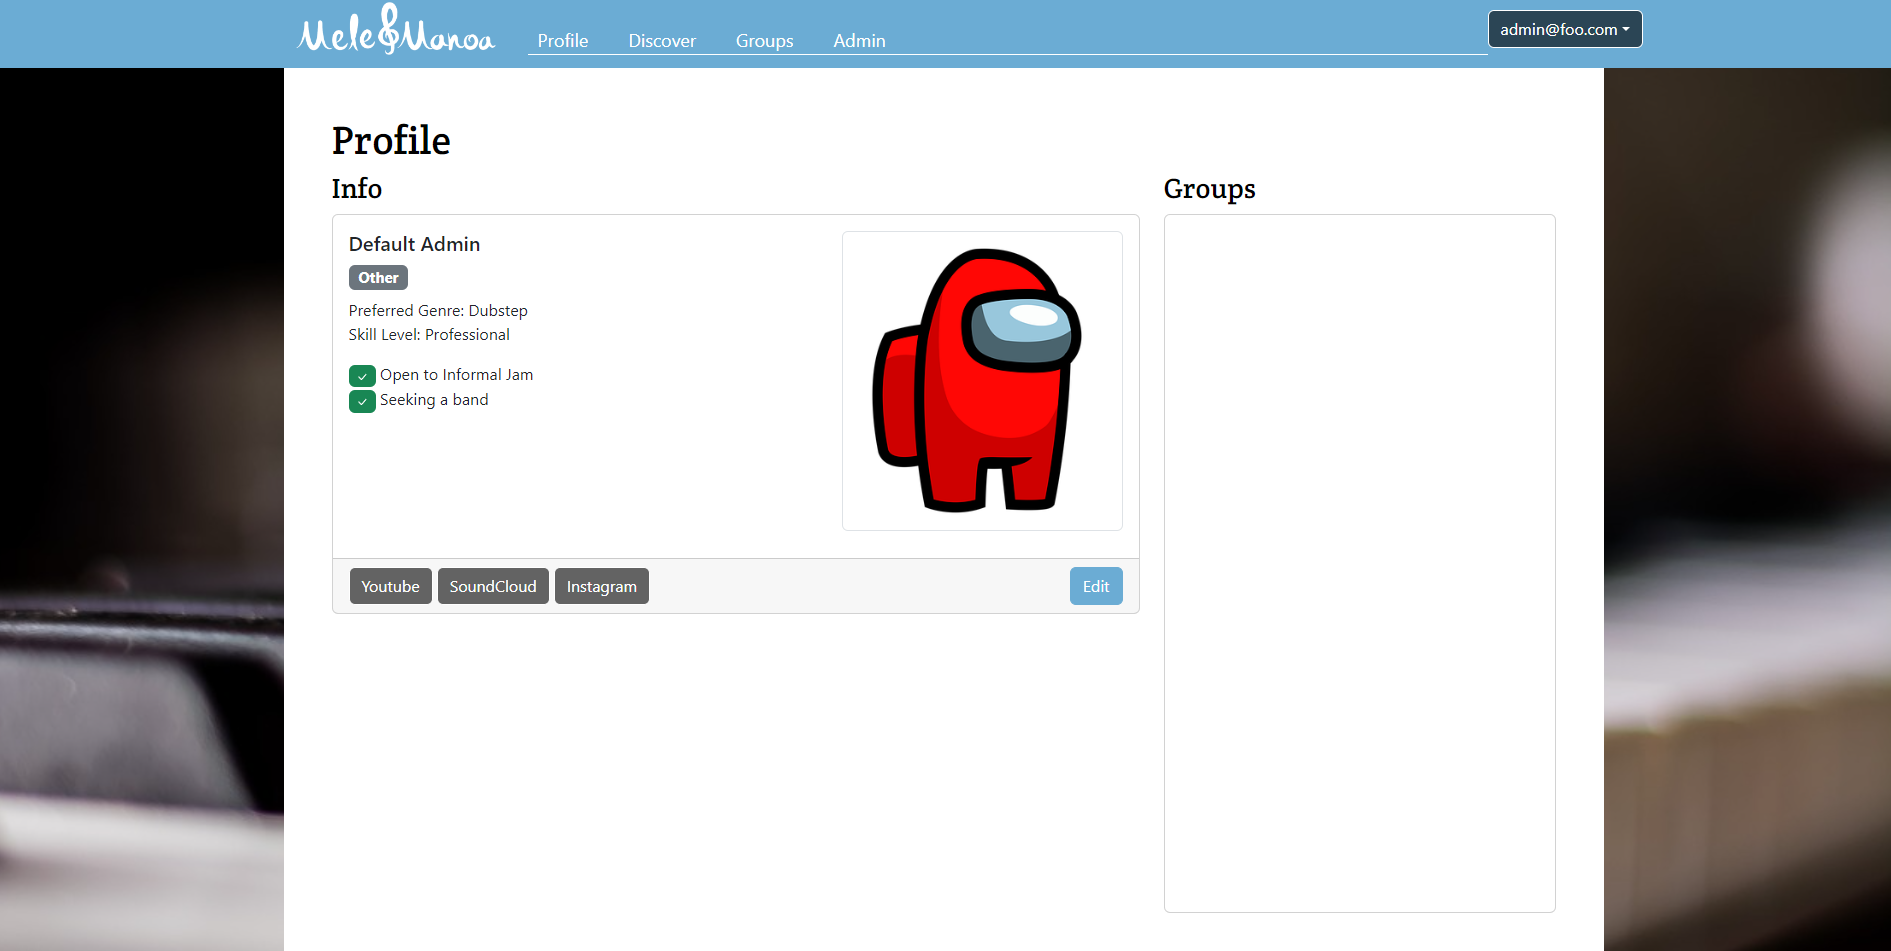 Mele&Manoa
Profile
Discover
Groups
Admin
admin@foo.com
Profile
Info
Groups
Default Admin
Other
Preferred Genre: Dubstep
Skill Level: Professional
Open to Informal Jam
Seeking a band
Youtube
SoundCloud
Instagram
Edit